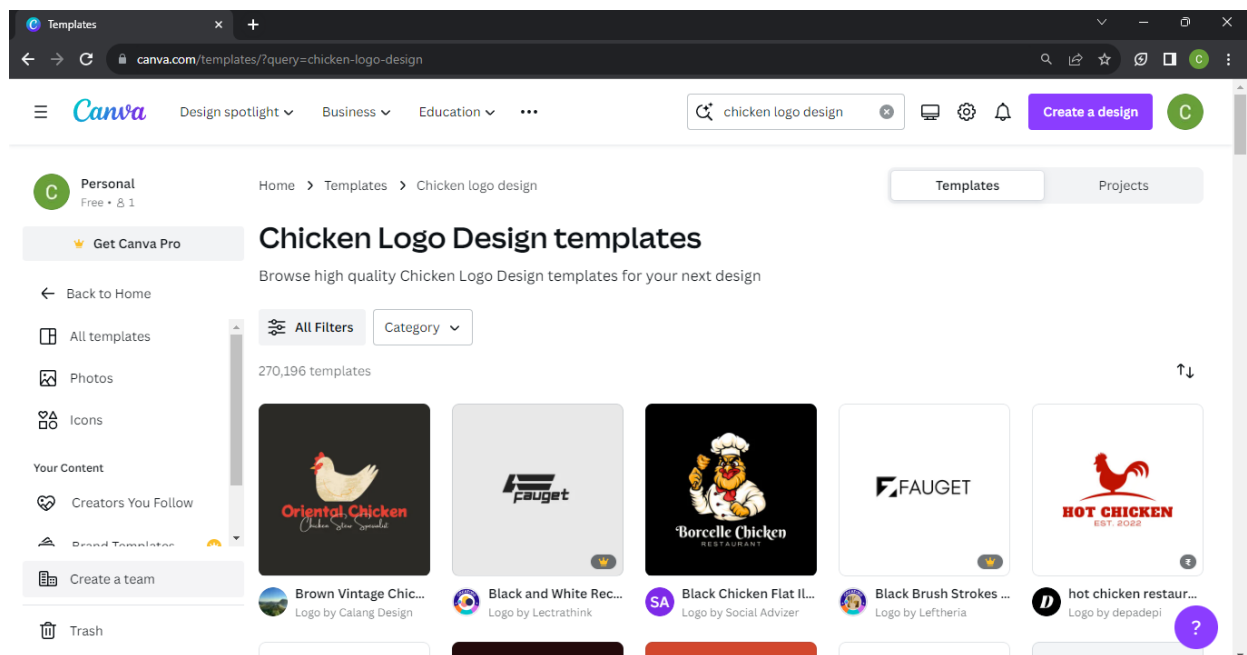 Templates
canva.com/templates/?query=chicken-logo-design
C
Canva
Design spotlight
Business
Education
chicken logo design
Create a design
C
C
Personal
Free • 1
Get Canva Pro
Back to Home
All templates
Photos
Icons
Your Content
Creators You Follow
Brand Templates
Create a team
Trash
Home > Templates > Chicken logo design
Templates
Projects
Chicken Logo Design templates
Browse high quality Chicken Logo Design templates for your next design
All Filters
Category
270,196 templates
Oriental Chicken
Chicken Stew Specialist
Brown Vintage Chic...
Logo by Calang Design
fauget
Black and White Rec...
Logo by Lectrathink
Borcelle Chicken
RESTAURANT
SA
Black Chicken Flat Il...
Logo by Social Advizer
FAUGET
Black Brush Strokes ...
Logo by Leftheria
HOT CHICKEN
EST. 2022
₹
D
hot chicken restaur...
Logo by depadepi
?